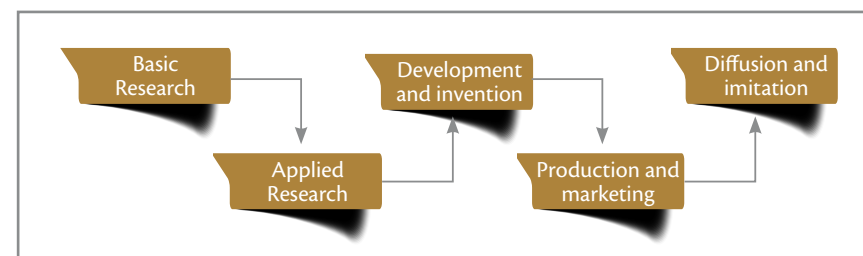 Basic
Research
Applied
Research
Development
and invention
Production and
marketing
Diffusion and
imitation